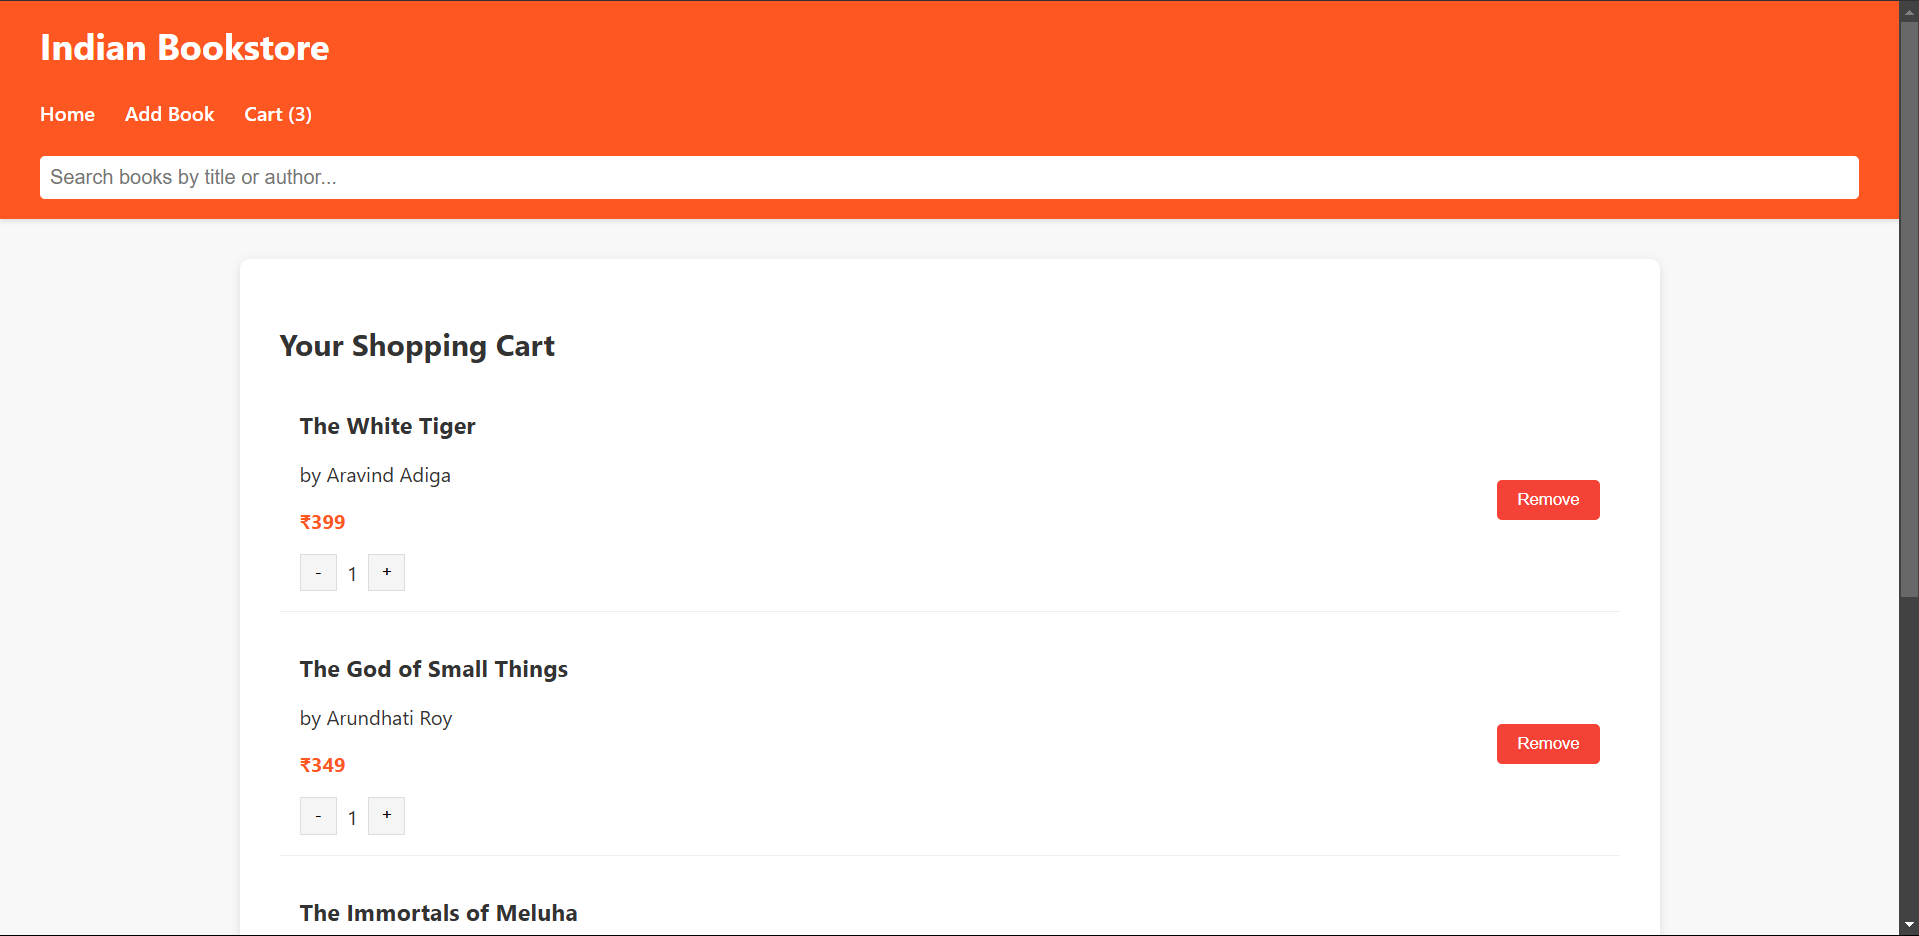 Indian Bookstore
Home Add Book Cart (3)
Search books by title or author...
Your Shopping Cart
The White Tiger
by Aravind Adiga
Remove
₹399
- 1 +
The God of Small Things
by Arundhati Roy
Remove
₹349
- 1 +
The Immortals of Meluha